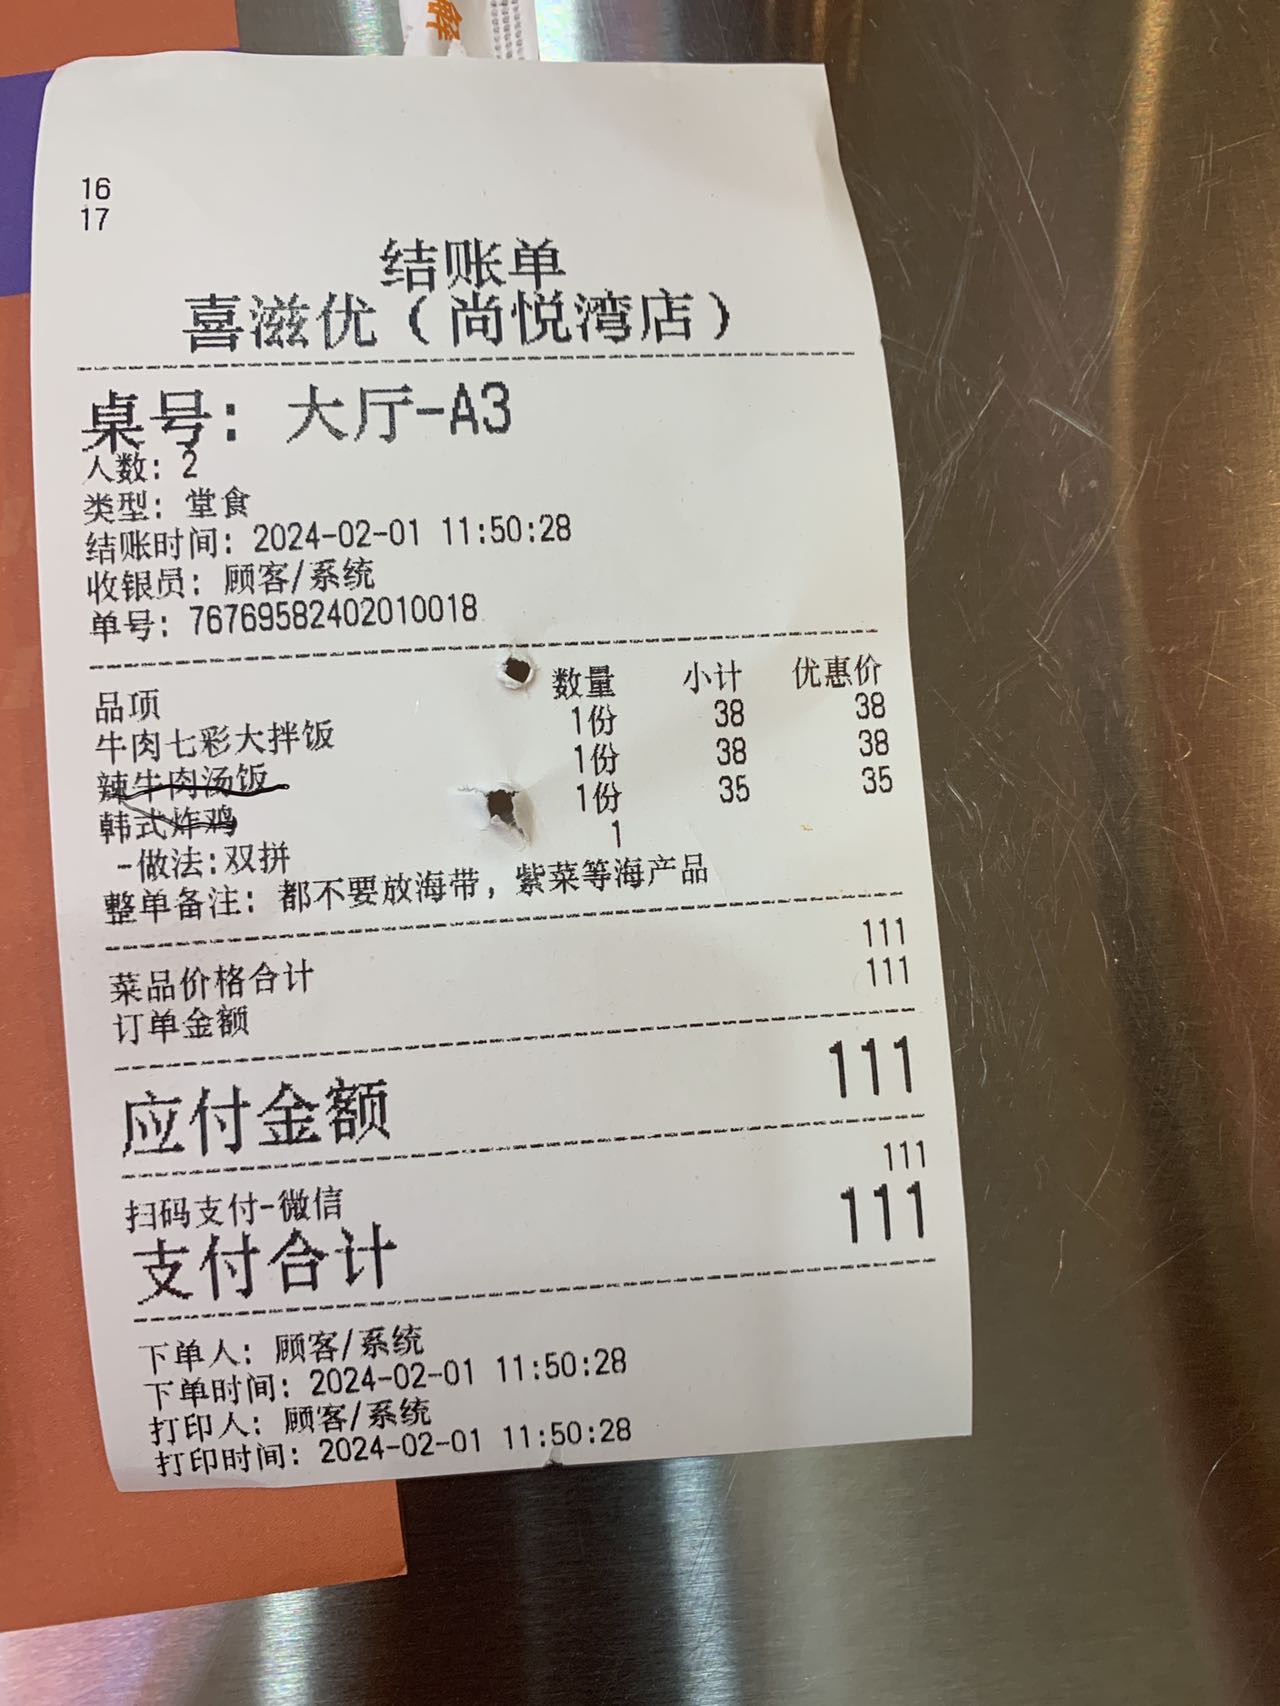 16
17
结账单
喜滋优（尚悦湾店）
桌号：大厅-A3
人数：2
类型：堂食
结账时间：2024-02-01 11:50:28
收银员：顾客/系统
单号：76769582402010018
品项 数量 小计 优惠价
牛肉七彩大拌饭 1份 38 38
辣牛肉汤饭 1份 38 38
韩式炸鸡 1份 35 35
-做法:双拼 1
整单备注：都不要放海带，紫菜等海产品
菜品价格合计 111
订单金额 111
应付金额 111
扫码支付-微信 111
支付合计 111
下单人：顾客/系统
下单时间：2024-02-01 11:50:28
打印人：顾客/系统
打印时间：2024-02-01 11:50:28